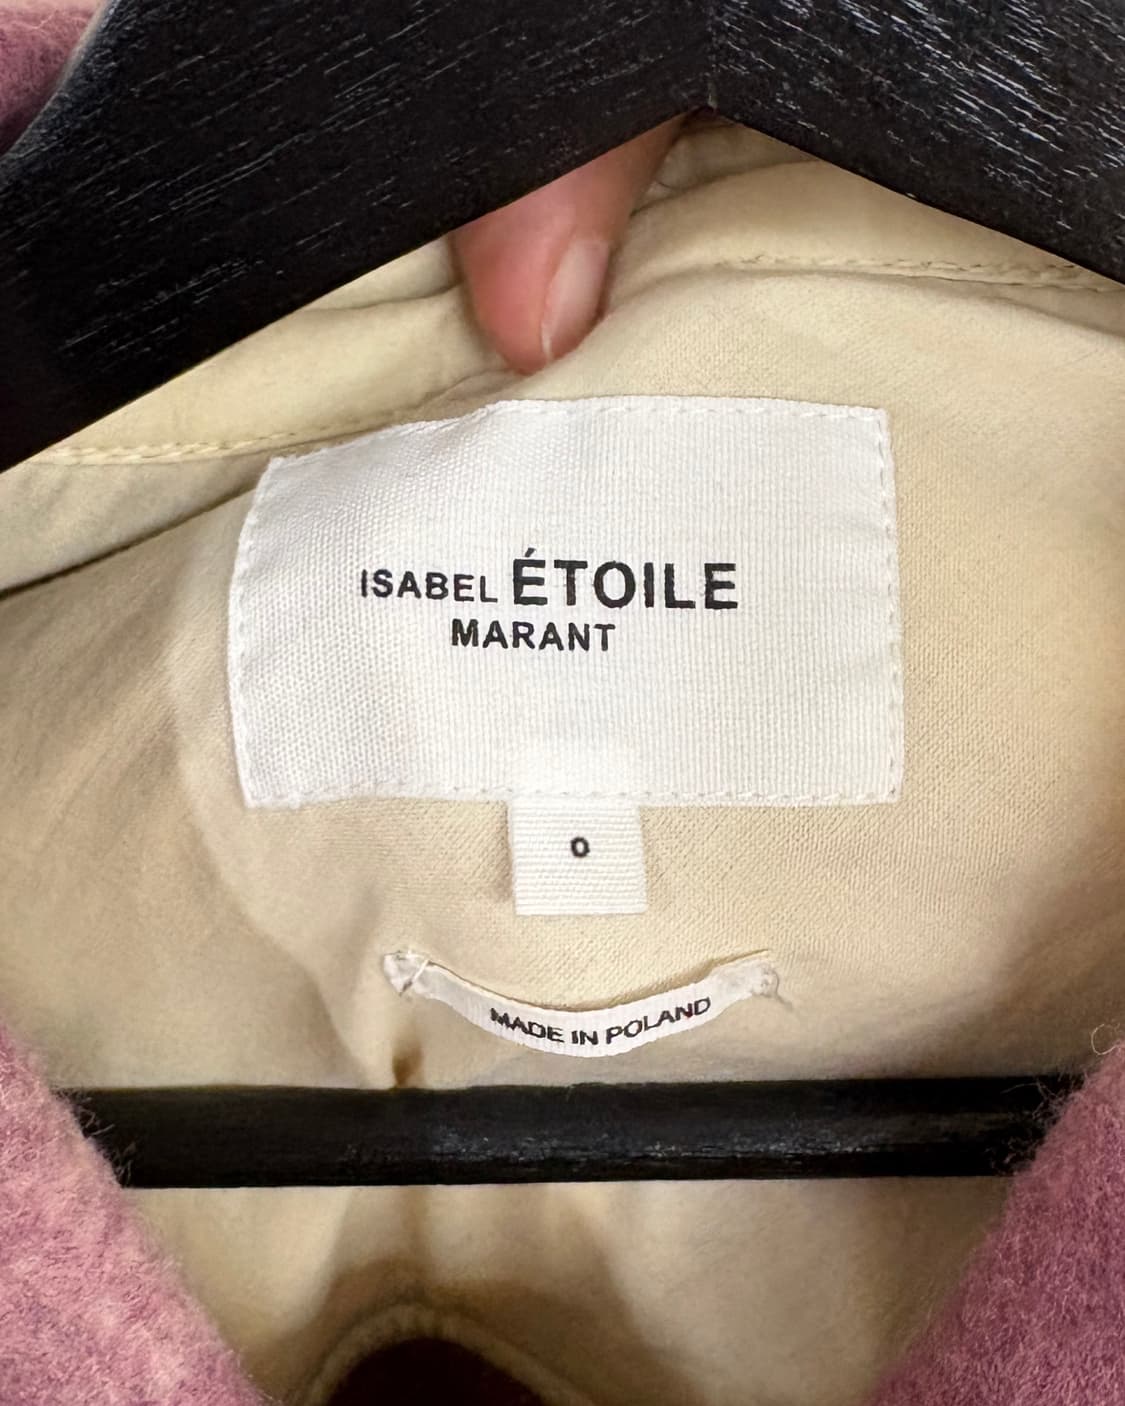 ISABEL ÉTOILE
MARANT
0
MADE IN POLAND